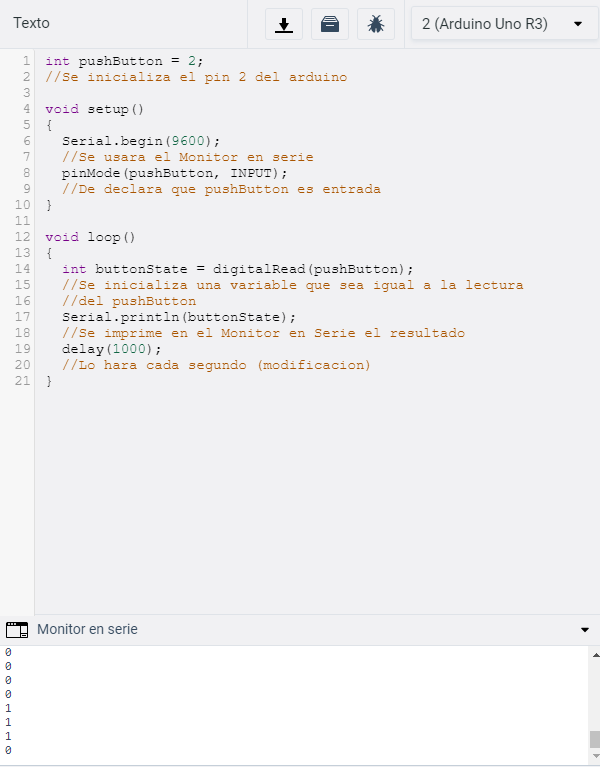 Texto
2 (Arduino Uno R3)
1 int pushButton = 2;
2 //Se inicializa el pin 2 del arduino
3
4 void setup()
5 {
6   Serial.begin(9600);
7   //Se usara el Monitor en serie
8   pinMode(pushButton, INPUT);
9   //De declara que pushButton es entrada
10 }
11
12 void loop()
13 {
14   int buttonState = digitalRead(pushButton);
15   //Se inicializa una variable que sea igual a la lectura
16   //del pushButton
17   Serial.println(buttonState);
18   //Se imprime en el Monitor en Serie el resultado
19   delay(1000);
20   //Lo hara cada segundo (modificacion)
21 }
Monitor en serie
0
0
0
0
1
1
1
0